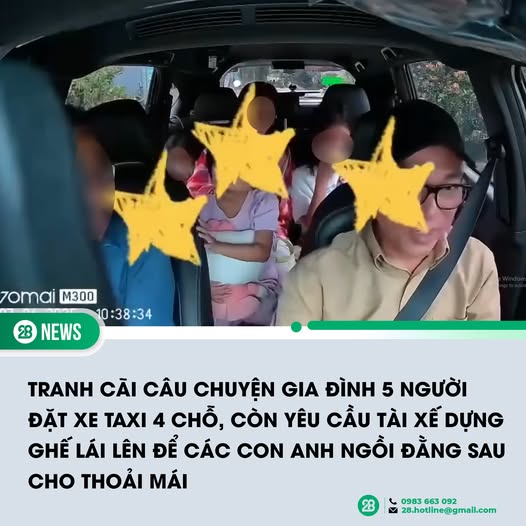 70mai M300
10:38:34
28 NEWS
TRANH CÃI CÂU CHUYỆN GIA ĐÌNH 5 NGƯỜI
ĐẶT XE TAXI 4 CHỖ, CÒN YÊU CẦU TÀI XẾ DỰNG
GHẾ LÁI LÊN ĐỂ CÁC CON ANH NGỒI ĐẰNG SAU
CHO THOẢI MÁI
28
0983 663 092
28.hotline@gmail.com